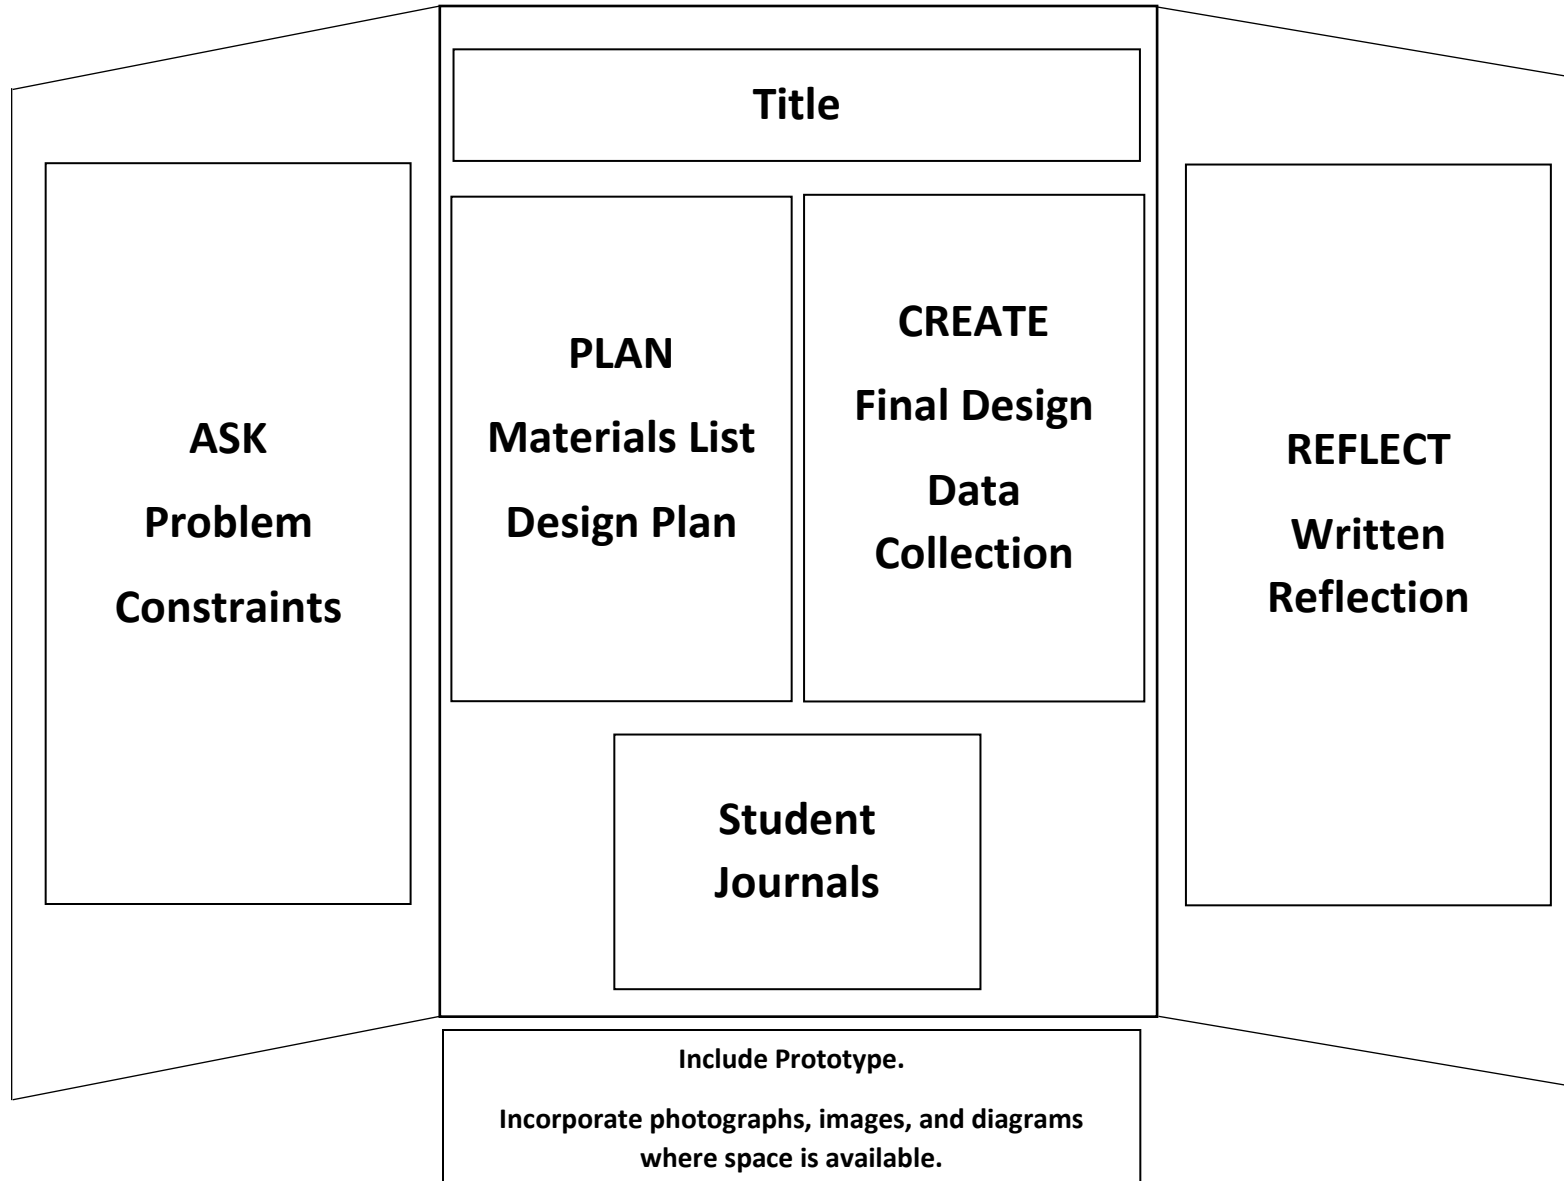 Title
ASK
Problem
Constraints
PLAN
Materials List
Design Plan
CREATE
Final Design
Data
Collection
REFLECT
Written
Reflection
Student
Journals
Include Prototype.
Incorporate photographs, images, and diagrams
where space is available.